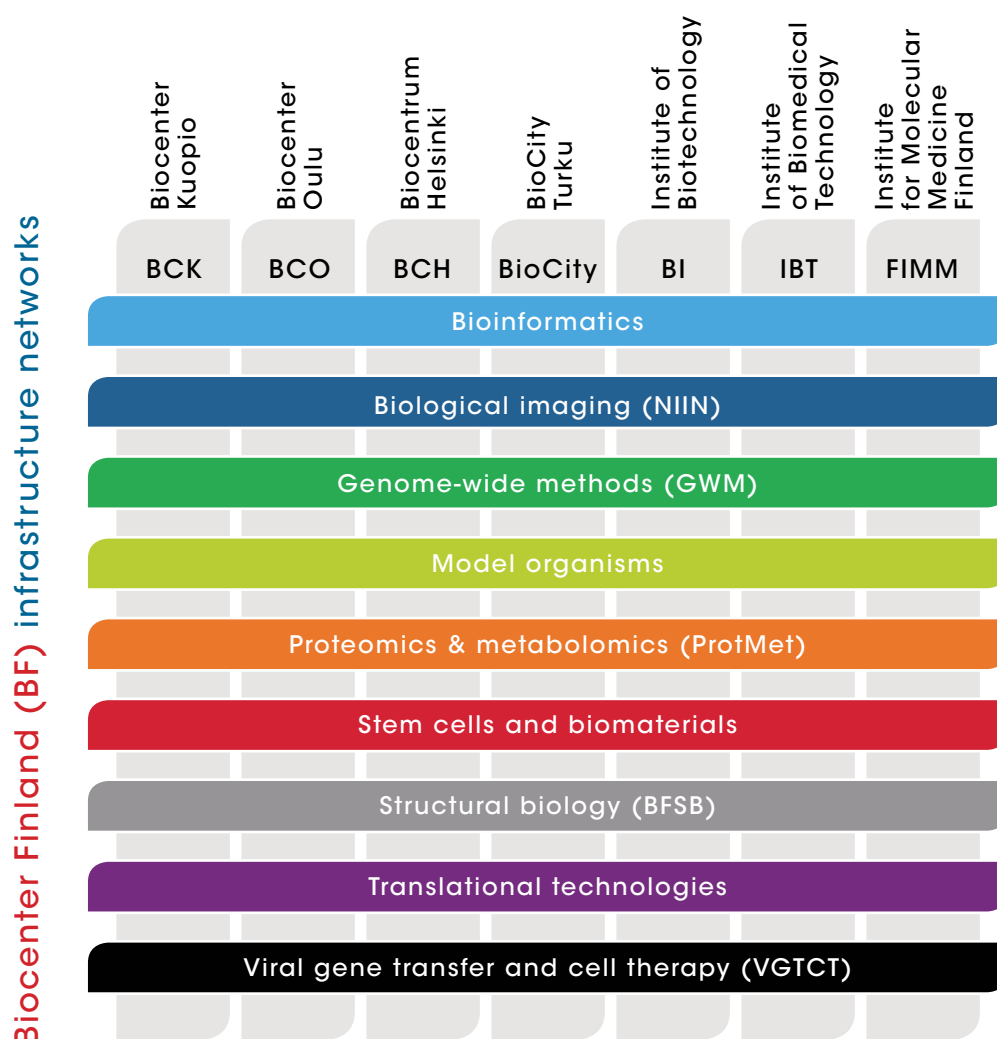 Biocenter
Kuopio
Biocenter
Oulu
Biocentrum
Helsinki
BioCity
Turku
Institute of
Biotechnology
Institute
of Biomedical
Technology
Institute
for Molecular
Medicine
Finland
BCK
BCO
BCH
BioCity
BI
IBT
FIMM
Biocenter Finland (BF) infrastructure networks
Bioinformatics
Biological imaging (NIIN)
Genome-wide methods (GWM)
Model organisms
Proteomics & metabolomics (ProtMet)
Stem cells and biomaterials
Structural biology (BFSB)
Translational technologies
Viral gene transfer and cell therapy (VGTCT)